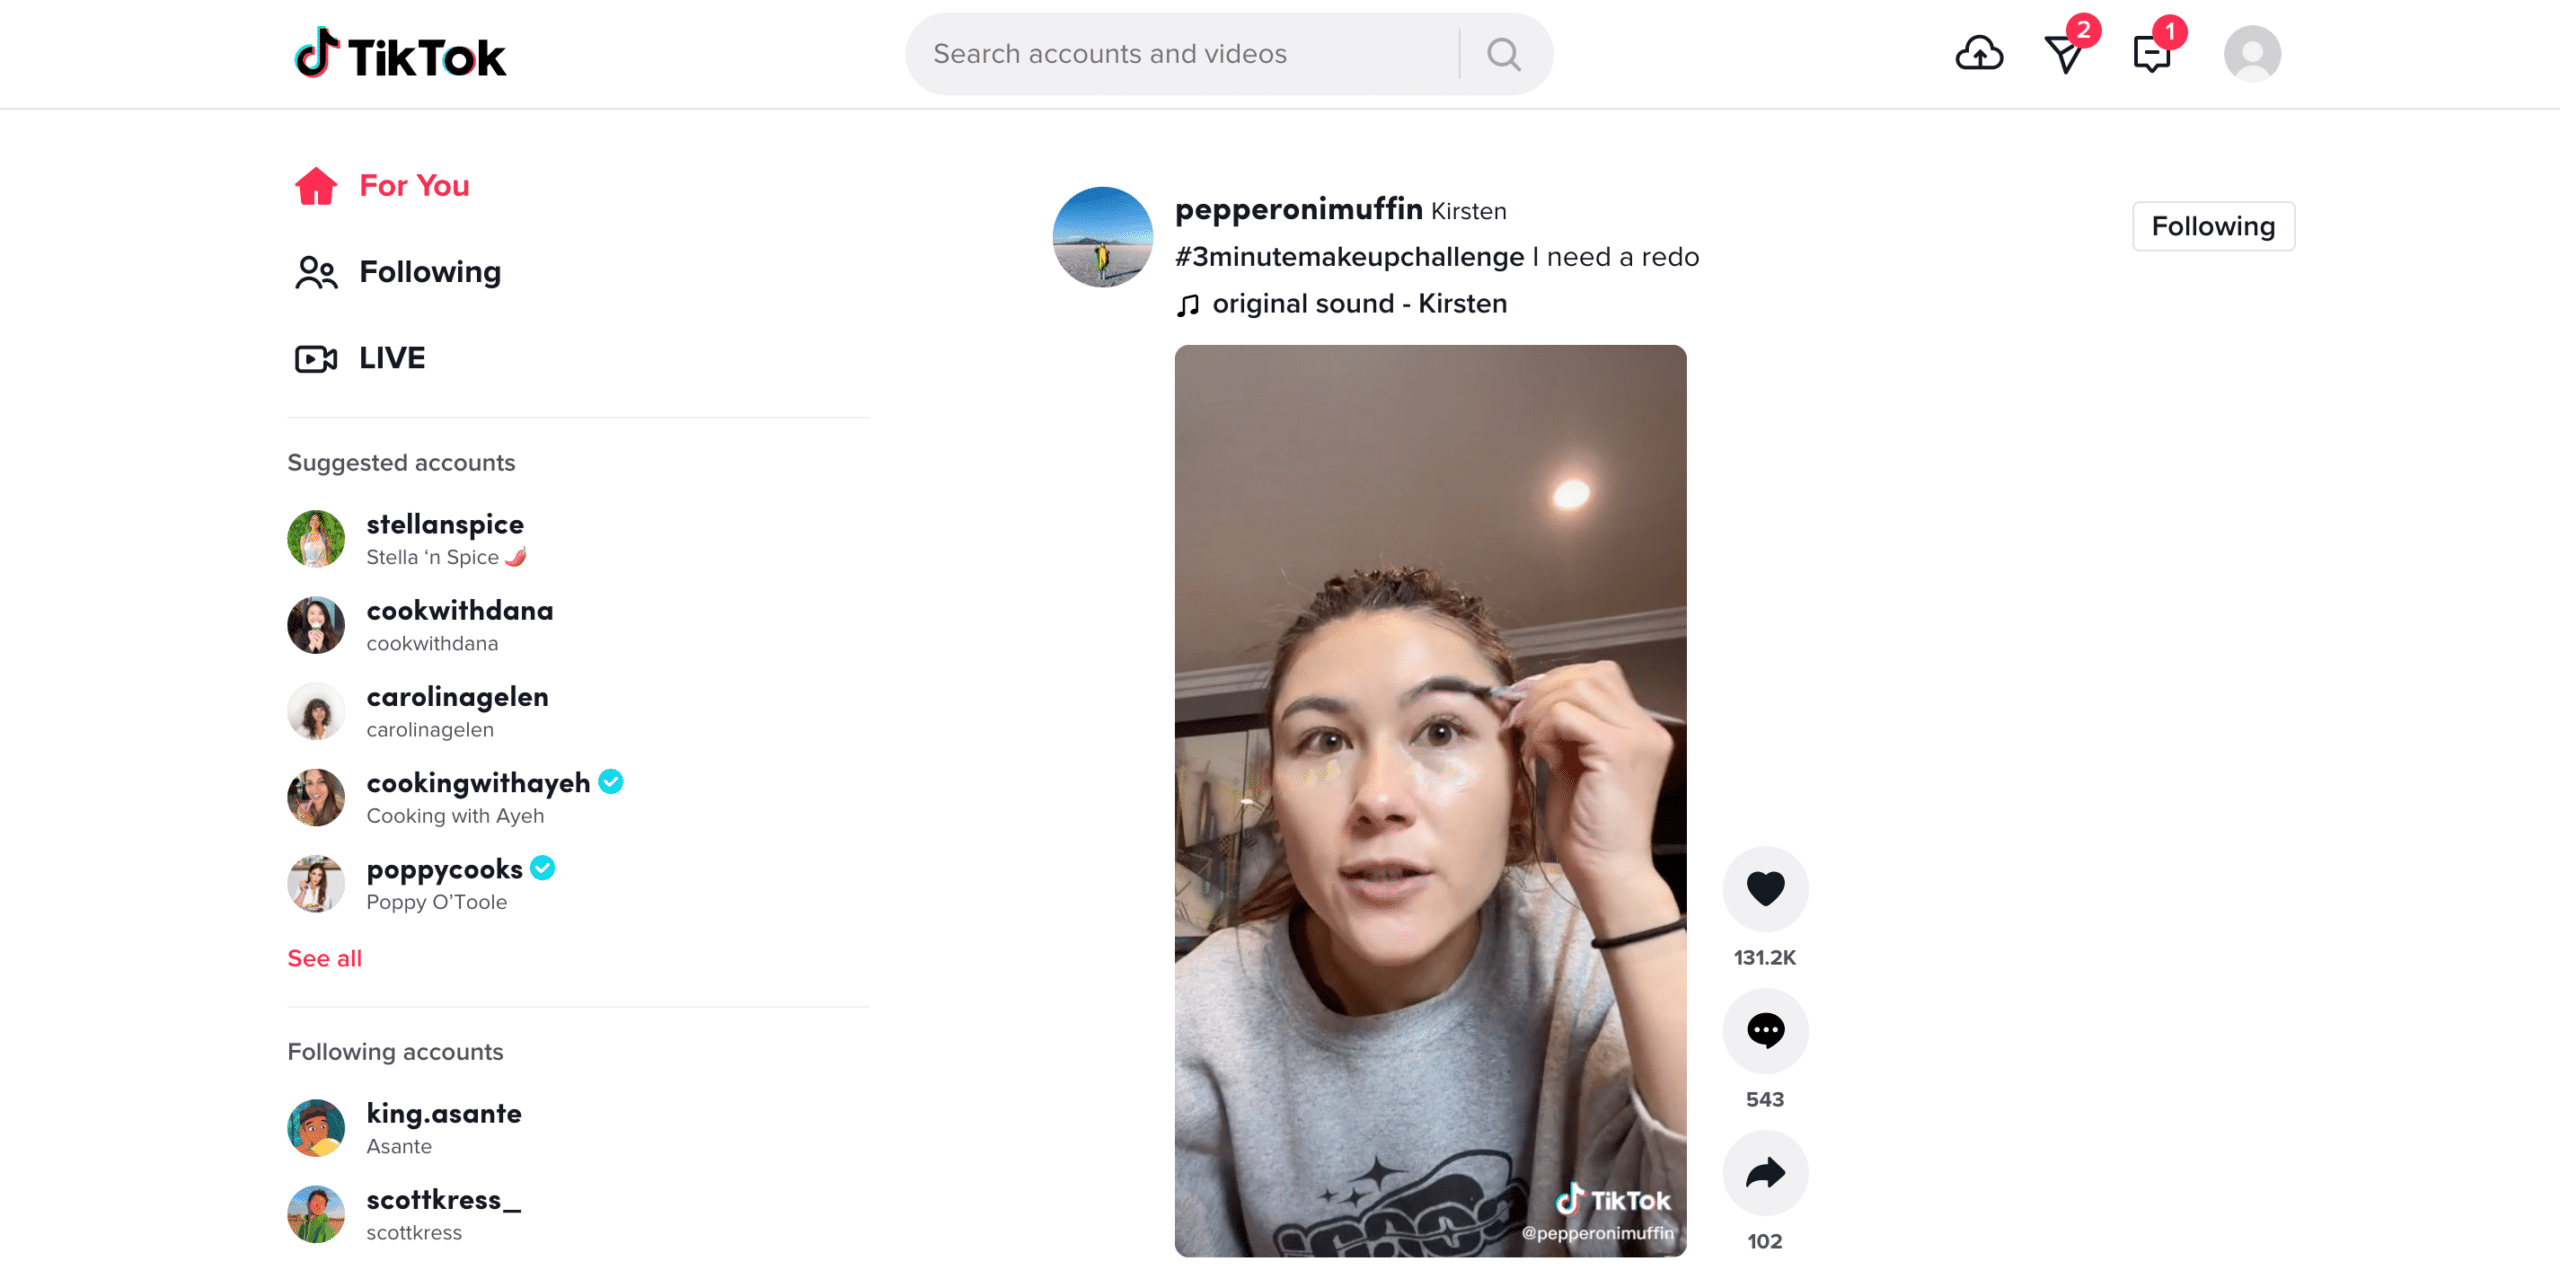 TikTok
Search accounts and videos
2
1
For You
Following
LIVE
Suggested accounts
stellanspice
Stella ‘n Spice 🌶️
cookwithdana
cookwithdana
carolinagelen
carolinagelen
cookingwithayeh
Cooking with Ayeh
poppycooks
Poppy O’Toole
See all
Following accounts
king.asante
Asante
scottkress_
scottkress
pepperonimuffin Kirsten
#3minutemakeupchallenge I need a redo
original sound - Kirsten
Following
TikTok
@pepperonimuffin
131.2K
543
102